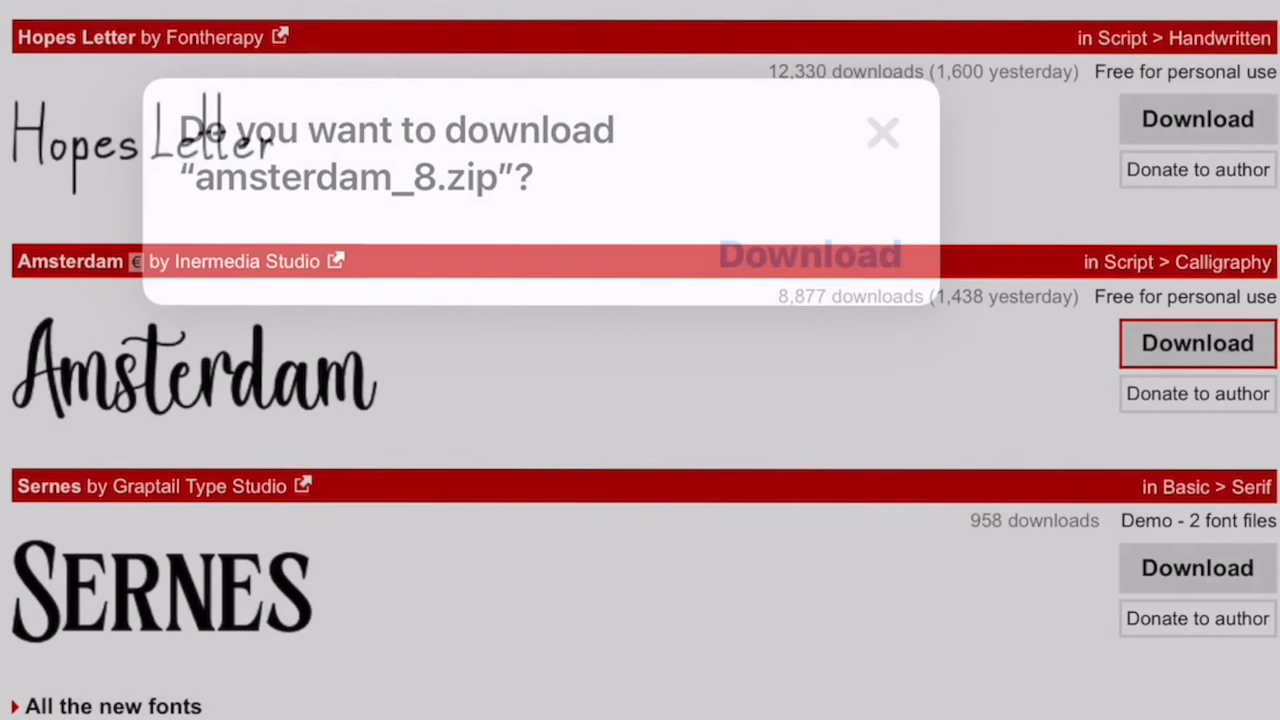 Hopes Letter by Fontherapy in Script > Handwritten
12,330 downloads (1,600 yesterday) Free for personal use
Hopes Letter
Download
Donate to author
Do you want to download
“amsterdam_8.zip”?
Download
Amsterdam € by Inermedia Studio in Script > Calligraphy
8,877 downloads (1,438 yesterday) Free for personal use
Amsterdam
Download
Donate to author
Sernes by Graptail Type Studio in Basic > Serif
958 downloads Demo - 2 font files
SERNES
Download
Donate to author
All the new fonts